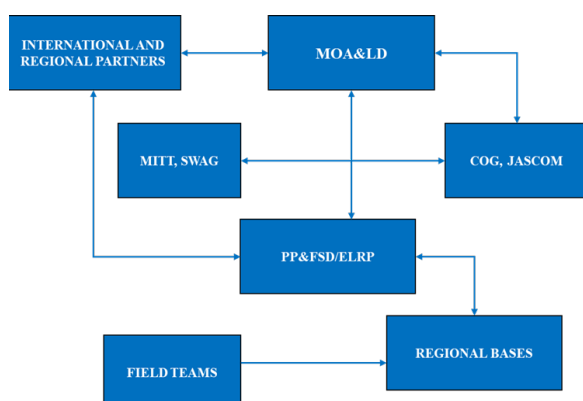 INTERNATIONAL AND
REGIONAL PARTNERS
MOA&LD
MITT, SWAG
COG, JASCOM
PP&FSD/ELRP
REGIONAL BASES
FIELD TEAMS